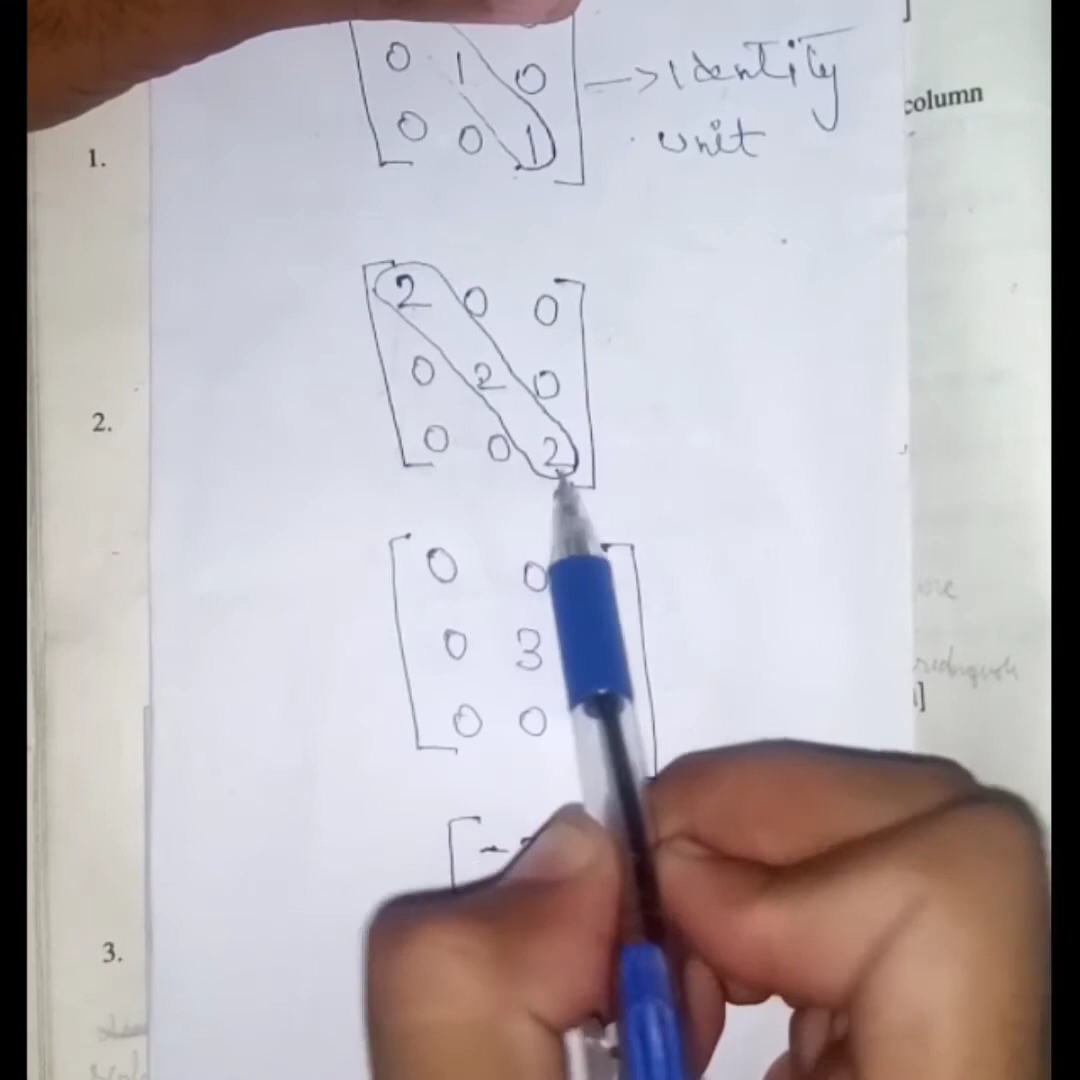 ]
0 1 0 → Identity
column
0 0 1 unit
1.
2 0 0
0 2 0
2.
0 0 2
0 0
0 3
0 0
]
3.